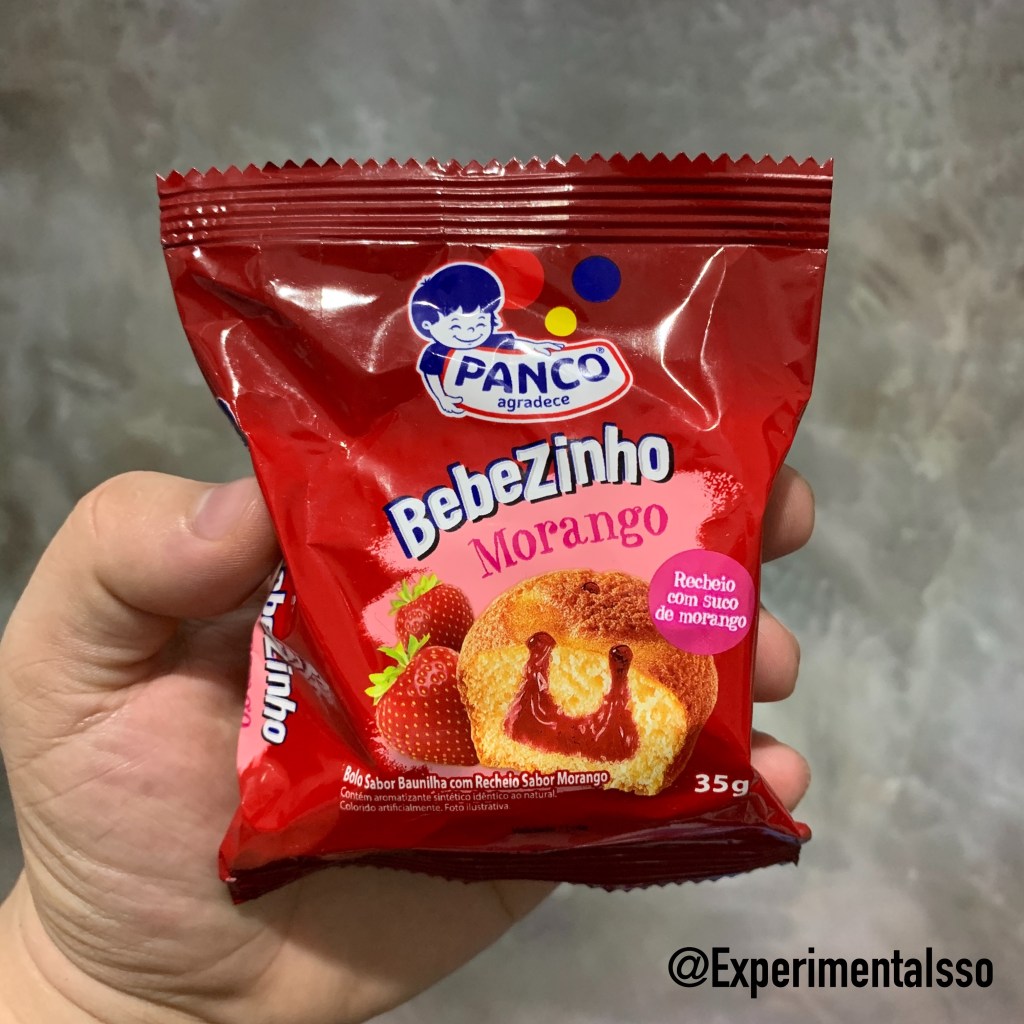 PANCO®
agradece
BebeZinho
Morango
Recheio
com suco
de morango
Bolo Sabor Baunilha com Recheio Sabor Morango
Contém aromatizante sintético idêntico ao natural.
Colorido artificialmente. Foto ilustrativa.
35g
@ExperimentaIsso